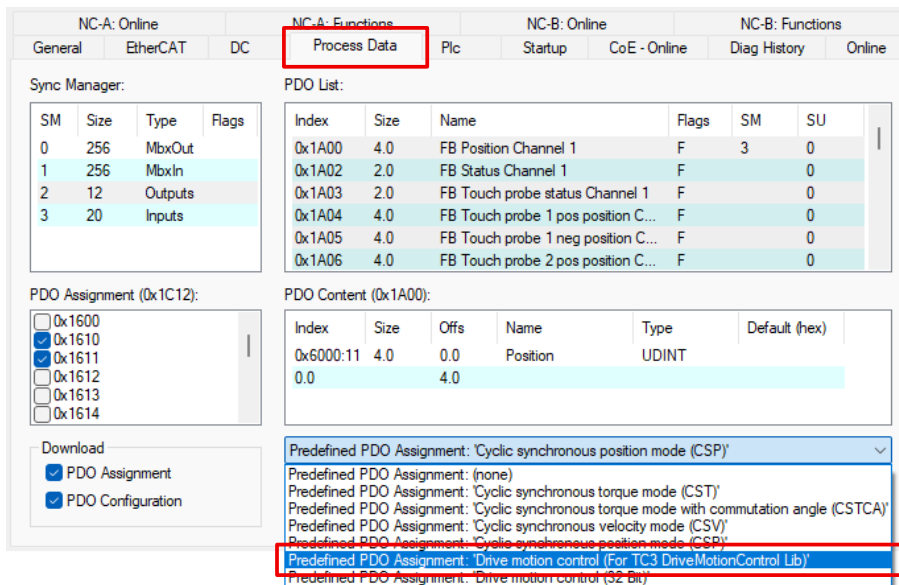 NC-A: Online NC-A: Functions NC-B: Online NC-B: Functions
General EtherCAT DC Process Data Plc Startup CoE - Online Diag History Online
Sync Manager:
SM Size Type Flags
0 256 MbxOut
1 256 MbxIn
2 12 Outputs
3 20 Inputs
PDO List:
Index Size Name Flags SM SU
0x1A00 4.0 FB Position Channel 1 F 3 0
0x1A02 2.0 FB Status Channel 1 F 0
0x1A03 2.0 FB Touch probe status Channel 1 F 0
0x1A04 4.0 FB Touch probe 1 pos position C... F 0
0x1A05 4.0 FB Touch probe 1 neg position C... F 0
0x1A06 4.0 FB Touch probe 2 pos position C... F 0
PDO Assignment (0x1C12):
0x1600
0x1610
0x1611
0x1612
0x1613
0x1614
PDO Content (0x1A00):
Index Size Offs Name Type Default (hex)
0x6000:11 4.0 0.0 Position UDINT
0.0 4.0
Download
PDO Assignment
PDO Configuration
Predefined PDO Assignment: 'Cyclic synchronous position mode (CSP)'
Predefined PDO Assignment: (none)
Predefined PDO Assignment: 'Cyclic synchronous torque mode (CST)'
Predefined PDO Assignment: 'Cyclic synchronous torque mode with commutation angle (CSTCA)'
Predefined PDO Assignment: 'Cyclic synchronous velocity mode (CSV)'
Predefined PDO Assignment: 'Cyclic synchronous position mode (CSP)'
Predefined PDO Assignment: 'Drive motion control (For TC3 DriveMotionControl Lib)'
Predefined PDO Assignment: 'Drive motion control (32 Bit)'